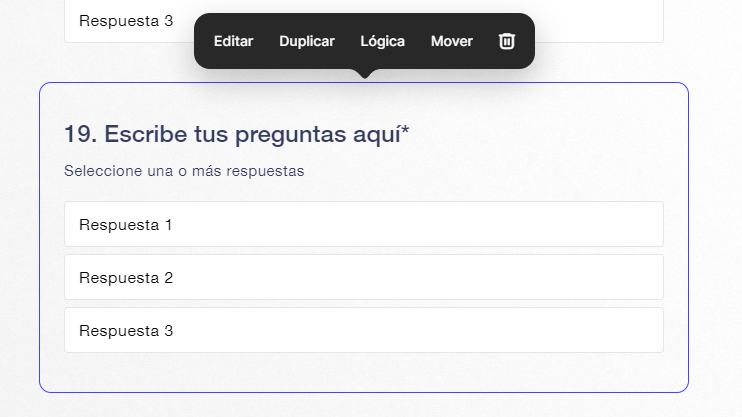 Respuesta 3
Editar Duplicar Lógica Mover
19. Escribe tus preguntas aquí*
Seleccione una o más respuestas
Respuesta 1
Respuesta 2
Respuesta 3